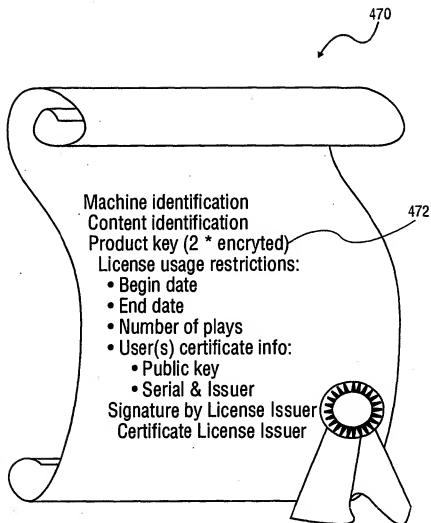 470
Machine identification
Content identification
Product key (2 * encryted)
472
License usage restrictions:
• Begin date
• End date
• Number of plays
• User(s) certificate info:
• Public key
• Serial & Issuer
Signature by License Issuer
Certificate License Issuer